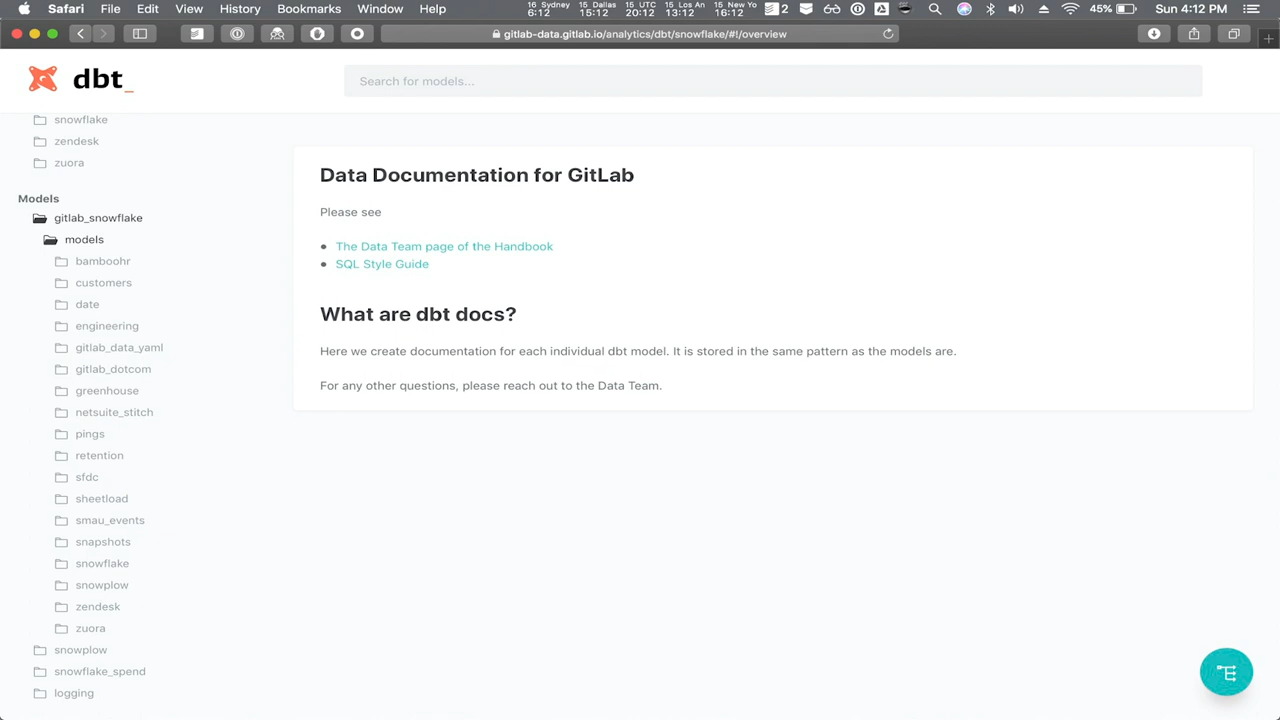 Safari File Edit View History Bookmarks Window Help
16 Sydney 15 Dallas 15 UTC 16 Los An 16 New Yo
6:12 15:12 20:12 13:12 16:12
2 45% Sun 4:12 PM
gitlab-data.gitlab.io/analytics/dbt/snowflake/#!/overview
dbt_
Search for models...
snowflake
zendesk
zuora
Models
gitlab_snowflake
models
bamboohr
customers
date
engineering
gitlab_data_yaml
gitlab_dotcom
greenhouse
netsuite_stitch
pings
retention
sfdc
sheetload
smau_events
snapshots
snowflake
snowplow
zendesk
zuora
snowplow
snowflake_spend
logging
Data Documentation for GitLab
Please see
The Data Team page of the Handbook
SQL Style Guide
What are dbt docs?
Here we create documentation for each individual dbt model. It is stored in the same pattern as the models are.
For any other questions, please reach out to the Data Team.